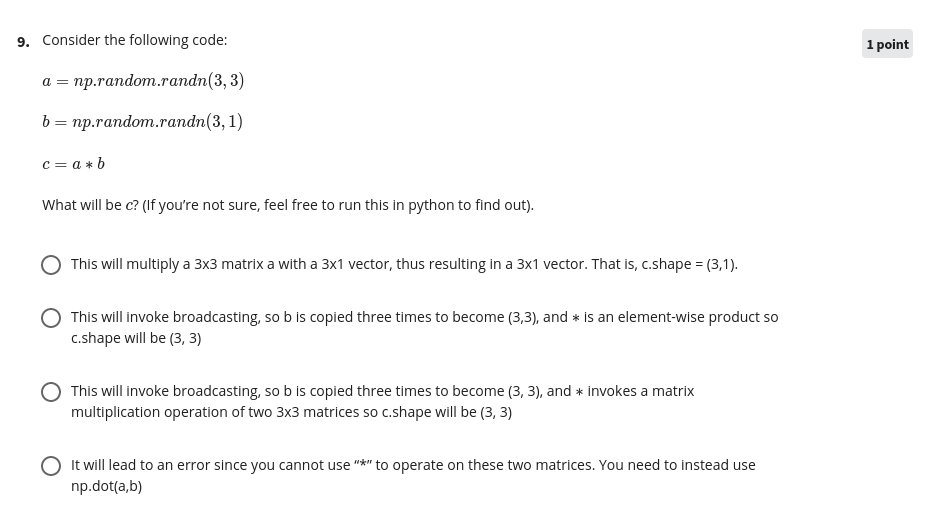 9. Consider the following code:
1 point
a = np.random.randn(3, 3)
b = np.random.randn(3, 1)
c = a ∗ b
What will be c? (If you’re not sure, feel free to run this in python to find out).
This will multiply a 3x3 matrix a with a 3x1 vector, thus resulting in a 3x1 vector. That is, c.shape = (3,1).
This will invoke broadcasting, so b is copied three times to become (3,3), and ∗ is an element-wise product so
c.shape will be (3, 3)
This will invoke broadcasting, so b is copied three times to become (3, 3), and ∗ invokes a matrix
multiplication operation of two 3x3 matrices so c.shape will be (3, 3)
It will lead to an error since you cannot use “*” to operate on these two matrices. You need to instead use
np.dot(a,b)